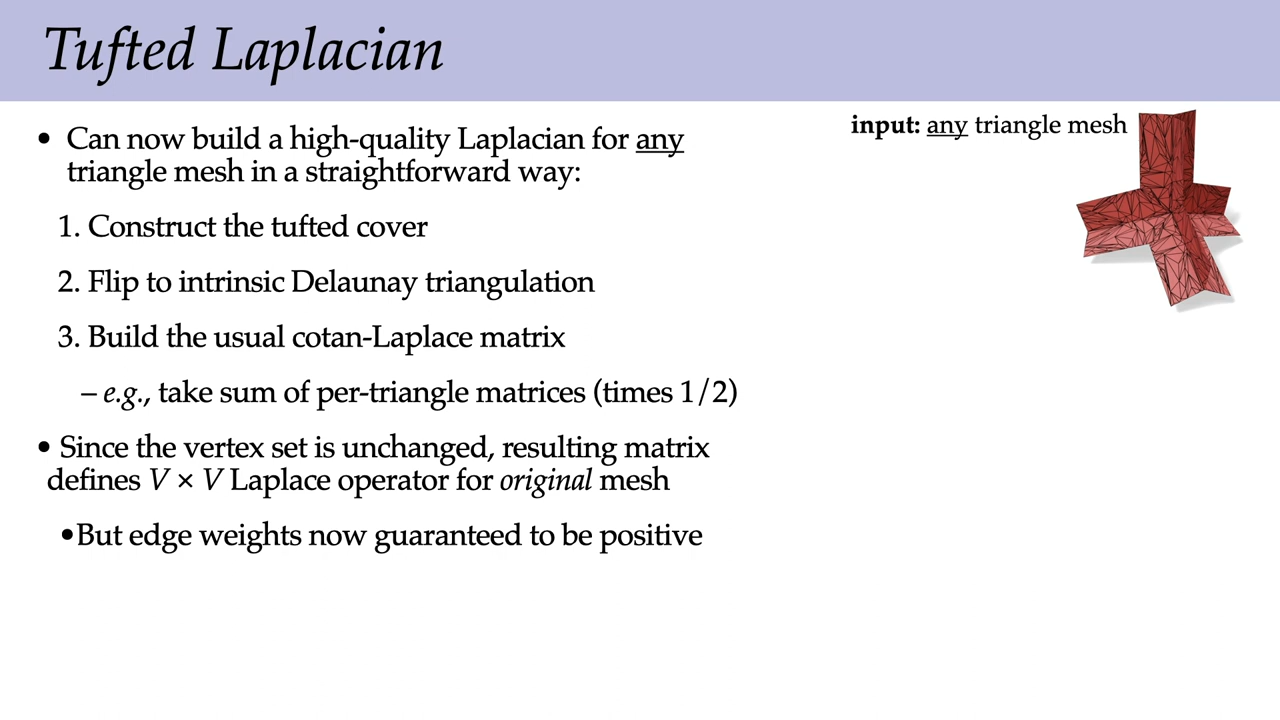 Tufted Laplacian
• Can now build a high-quality Laplacian for any
triangle mesh in a straightforward way:
1. Construct the tufted cover
2. Flip to intrinsic Delaunay triangulation
3. Build the usual cotan-Laplace matrix
– e.g., take sum of per-triangle matrices (times 1/2)
• Since the vertex set is unchanged, resulting matrix
defines V × V Laplace operator for original mesh
•But edge weights now guaranteed to be positive
input: any triangle mesh